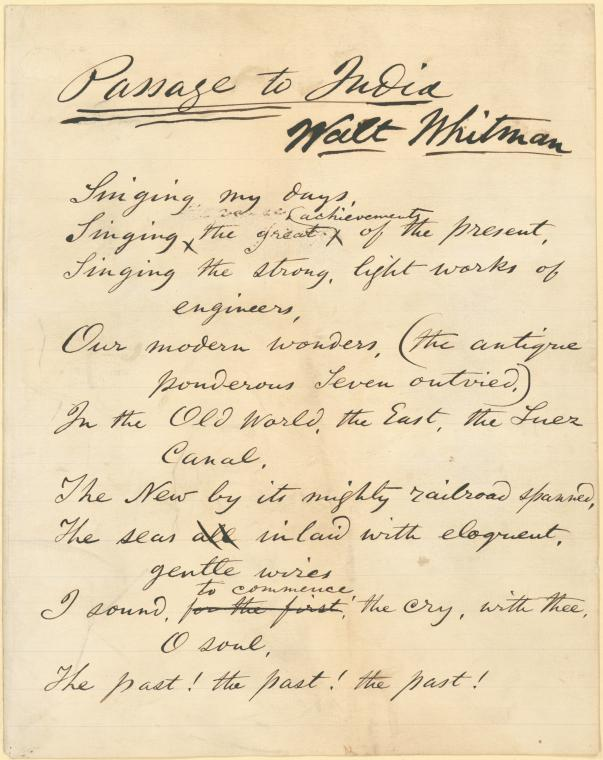 Passage to India
Walt Whitman
Singing my days,
achievements
Singing the great of the present,
Singing the strong, light works of
engineers,
Our modern wonders, (the antique
ponderous Seven outvied,)
In the Old World, the East, the Suez
Canal,
The New by its mighty railroad spanned,
The seas inlaid with eloquent,
gentle wires
to commence,
I sound, for the first, the cry, with thee,
O soul,
The past! the past! the past!